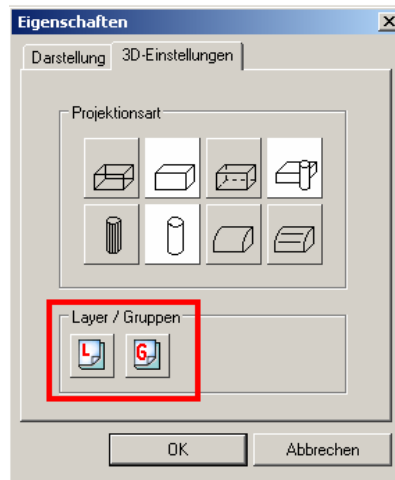 Eigenschaften
Darstellung 3D-Einstellungen
Projektionsart
Layer / Gruppen
L G
OK Abbrechen